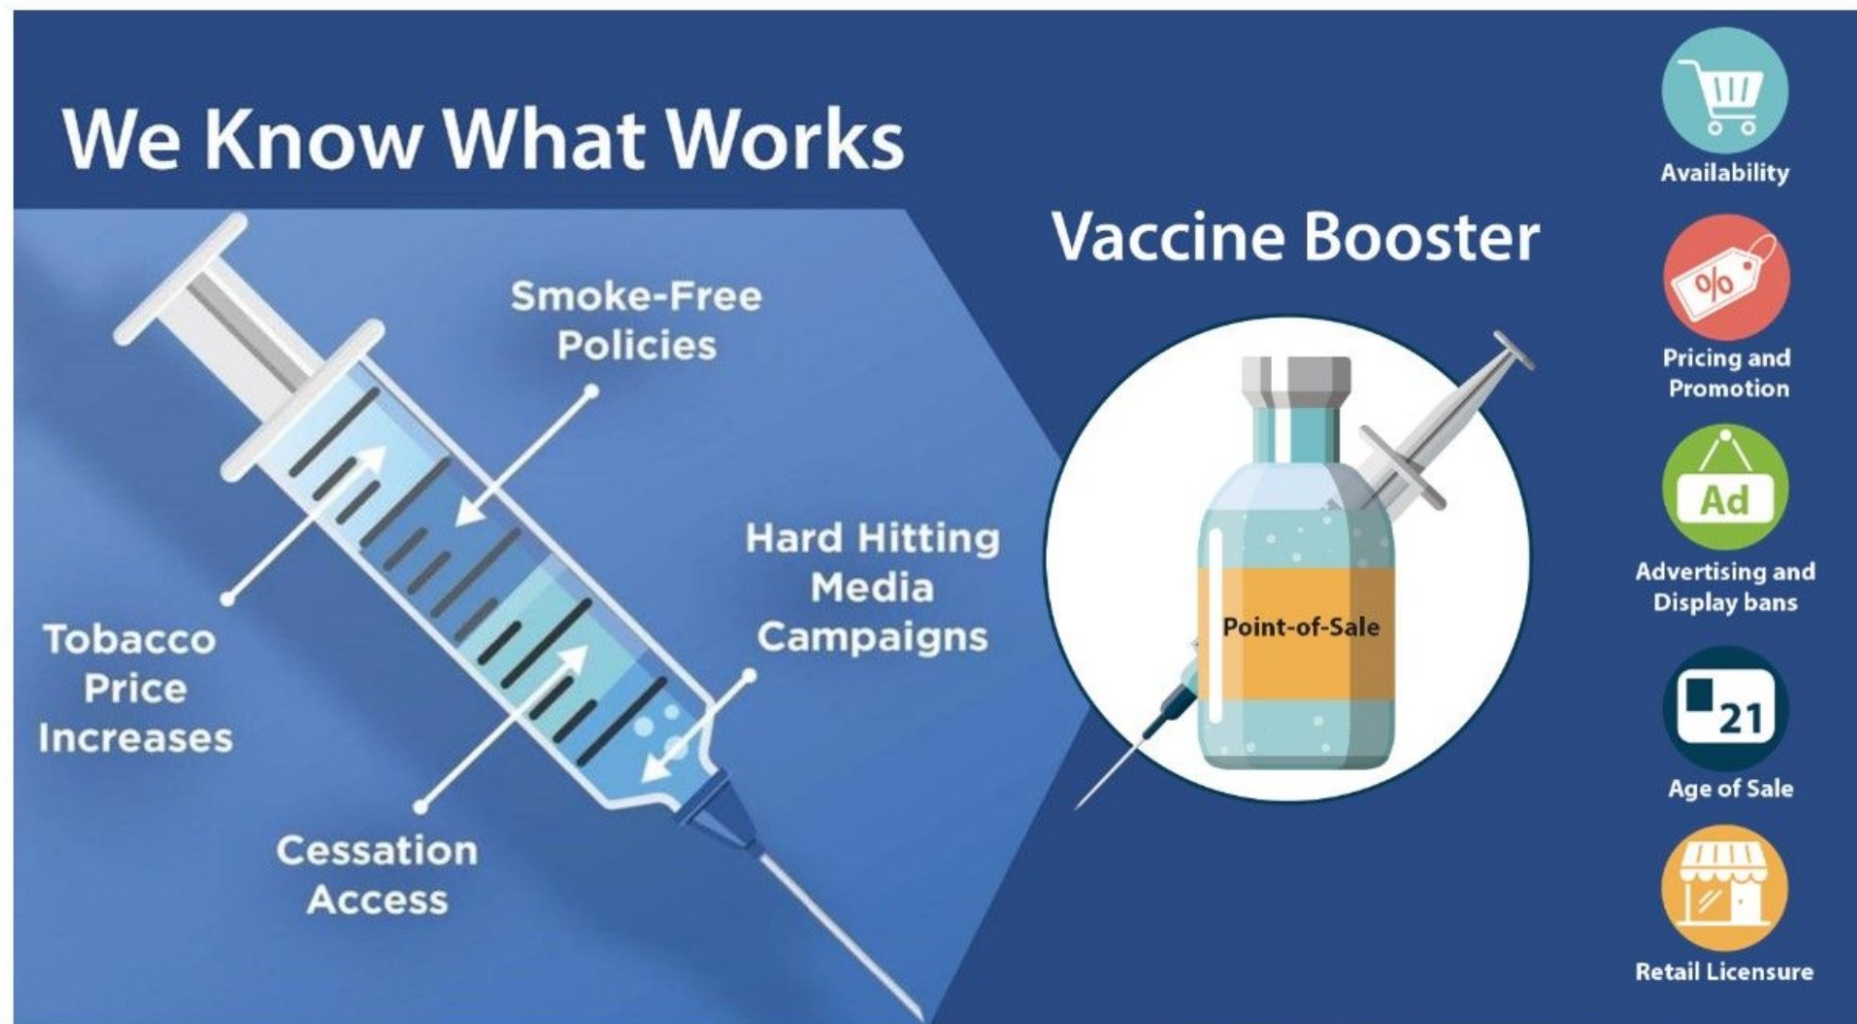 We Know What Works
Smoke-Free
Policies
Hard Hitting
Media
Campaigns
Tobacco
Price
Increases
Cessation
Access
Vaccine Booster
Point-of-Sale
Availability
%
Pricing and
Promotion
Ad
Advertising and
Display bans
21
Age of Sale
Retail Licensure